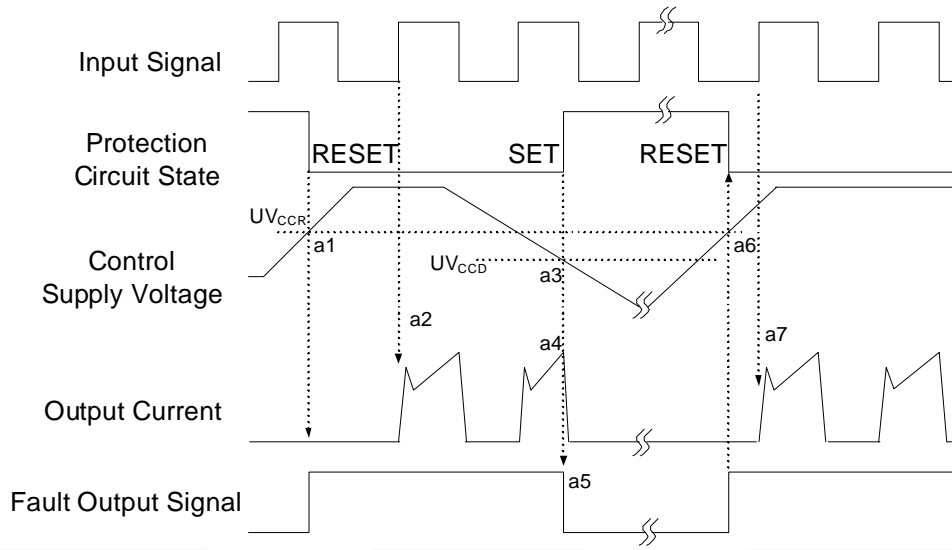 Input Signal
Protection
Circuit State
RESET
SET
RESET
UVCCR
a1
a6
Control
Supply Voltage
UVCCD
a3
a2
a4
a7
Output Current
Fault Output Signal
a5